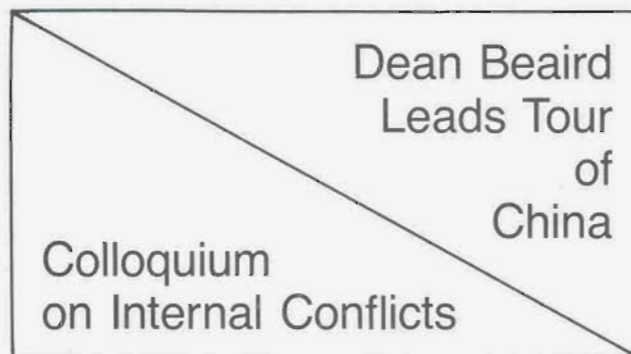 Dean Beaird
Leads Tour
of
China
Colloquium
on Internal Conflicts